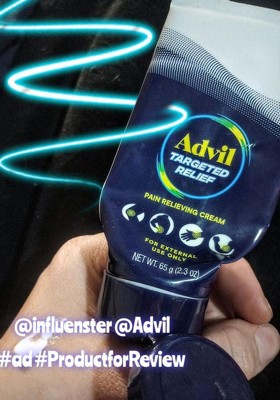 Advil
TARGETED
RELIEF
PAIN RELIEVING CREAM
FOR EXTERNAL
USE ONLY
NET WT. 65 g (2.3 OZ)
@influenster @Advil
#ad #ProductforReview